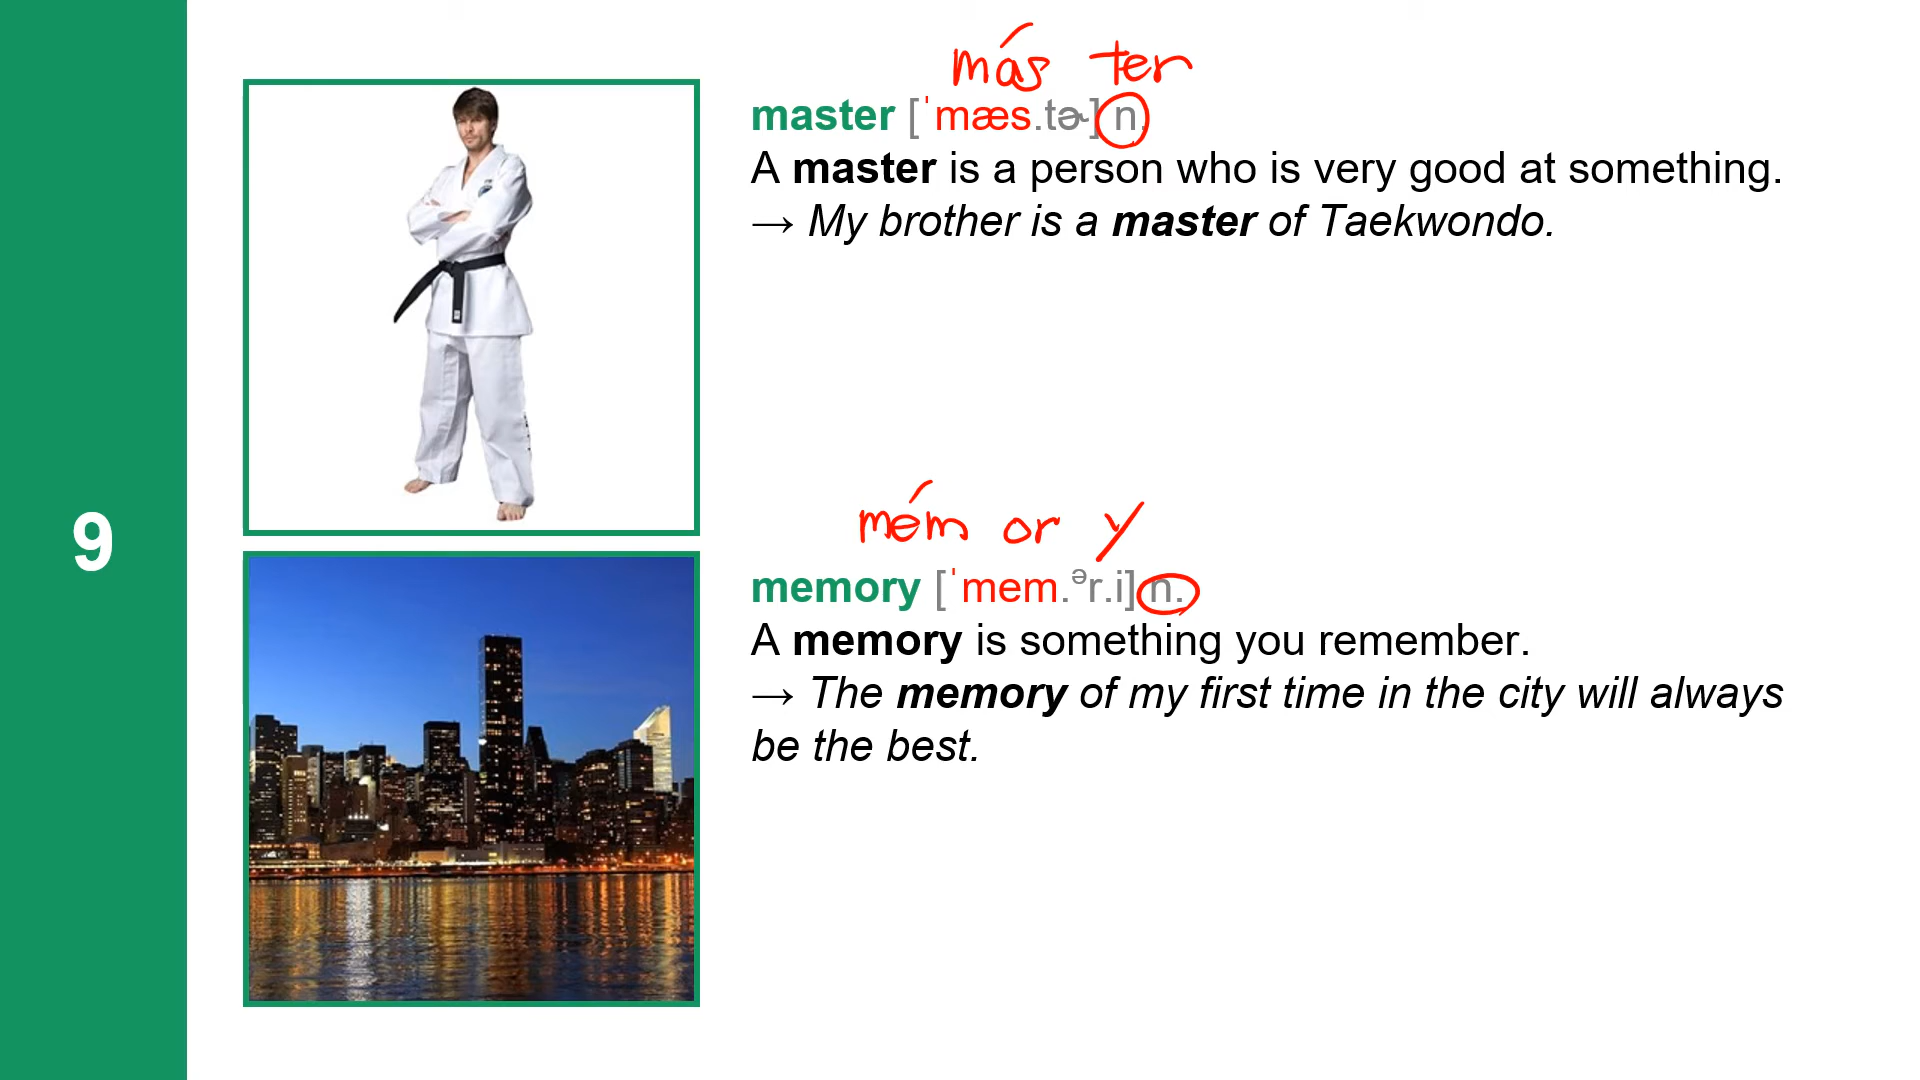 más ter
master [ˈmæs.tɚ] n.
A master is a person who is very good at something.
→ My brother is a master of Taekwondo.
9
mém or y
memory [ˈmem.ᵊr.i] n.
A memory is something you remember.
→ The memory of my first time in the city will always
be the best.